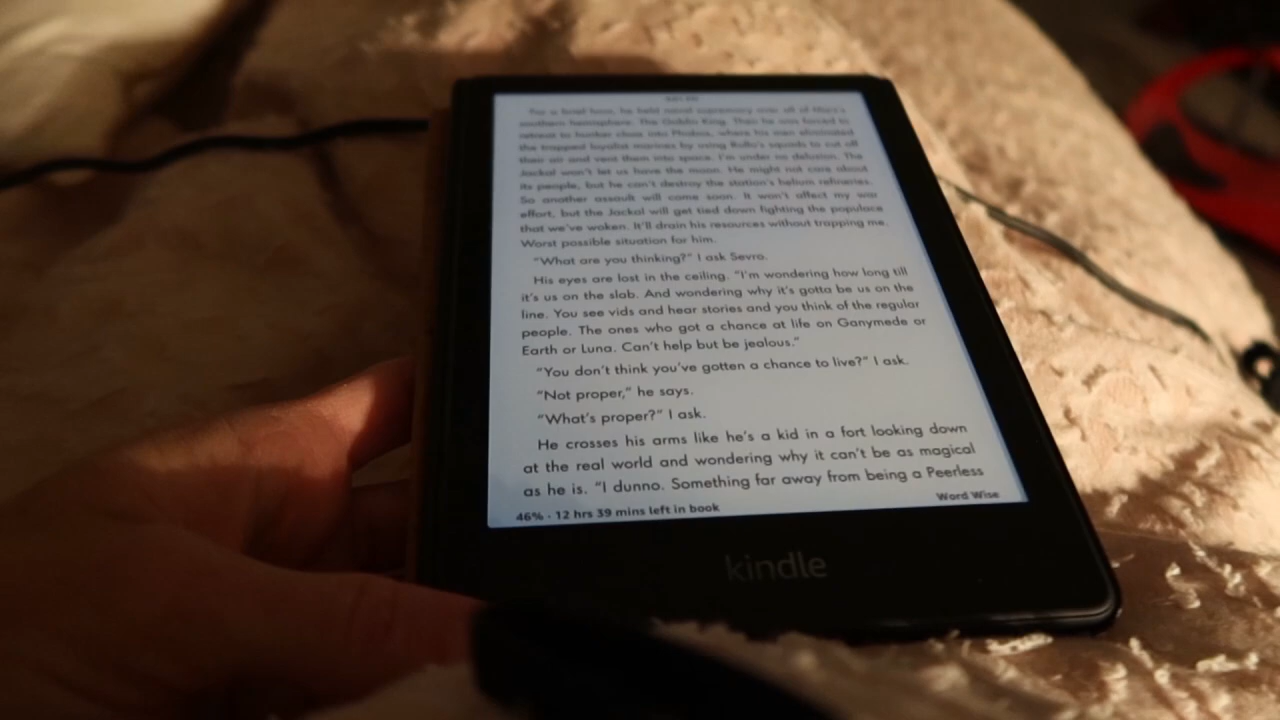 For a brief hour, he held naval supremacy over all of Mars's
southern hemisphere. The Goblin King. Then he was forced to
retreat to hunker close into Phobos, where his men eliminated
the trapped loyalist marines by using Rollo's squads to cut off
their air and vent them into space. I'm under no delusion. The
Jackal won't let us have the moon. He might not care about
its people, but he can't destroy the station's helium refineries.
So another assault will come soon. It won't affect my war
effort, but the Jackal will get tied down fighting the populace
that we've woken. It'll drain his resources without trapping me.
Worst possible situation for him.
“What are you thinking?” I ask Sevro.
His eyes are lost in the ceiling. “I'm wondering how long till
it's us on the slab. And wondering why it's gotta be us on the
line. You see vids and hear stories and you think of the regular
people. The ones who got a chance at life on Ganymede or
Earth or Luna. Can't help but be jealous.”
“You don't think you've gotten a chance to live?” I ask.
“Not proper,” he says.
“What's proper?” I ask.
He crosses his arms like he's a kid in a fort looking down
at the real world and wondering why it can't be as magical
as he is. “I dunno. Something far away from being a Peerless
46% · 12 hrs 39 mins left in book Word Wise
kindle